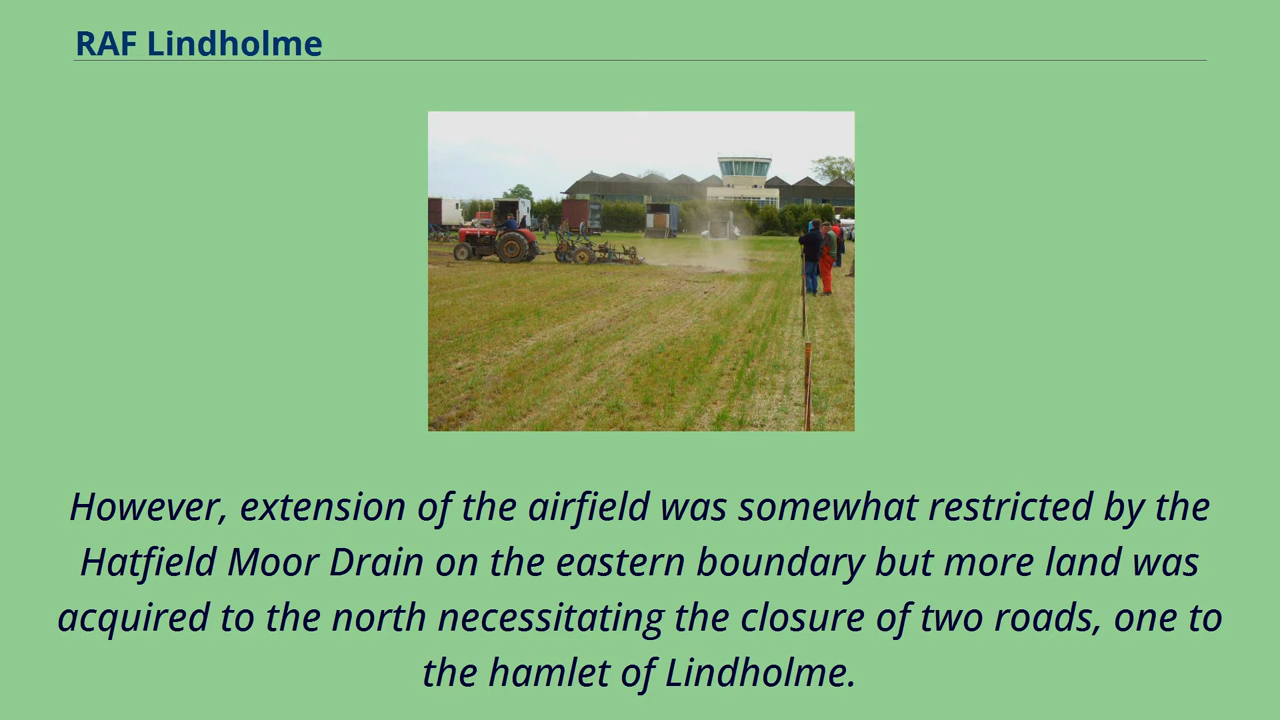 RAF Lindholme
However, extension of the airfield was somewhat restricted by the
Hatfield Moor Drain on the eastern boundary but more land was
acquired to the north necessitating the closure of two roads, one to
the hamlet of Lindholme.